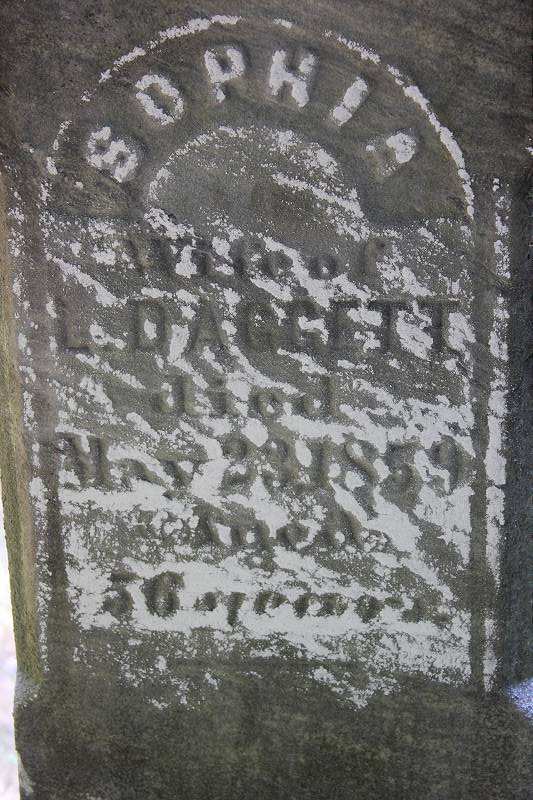 SOPHIA
Wife of
L. DAGGETT
died
May 23, 1859
Aged
56 years.